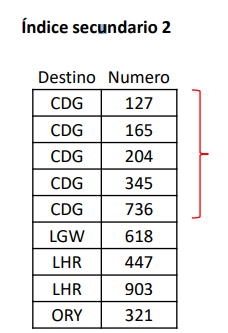 Índice secundario 2
Destino Numero
CDG 127
CDG 165
CDG 204
CDG 345
CDG 736
LGW 618
LHR 447
LHR 903
ORY 321